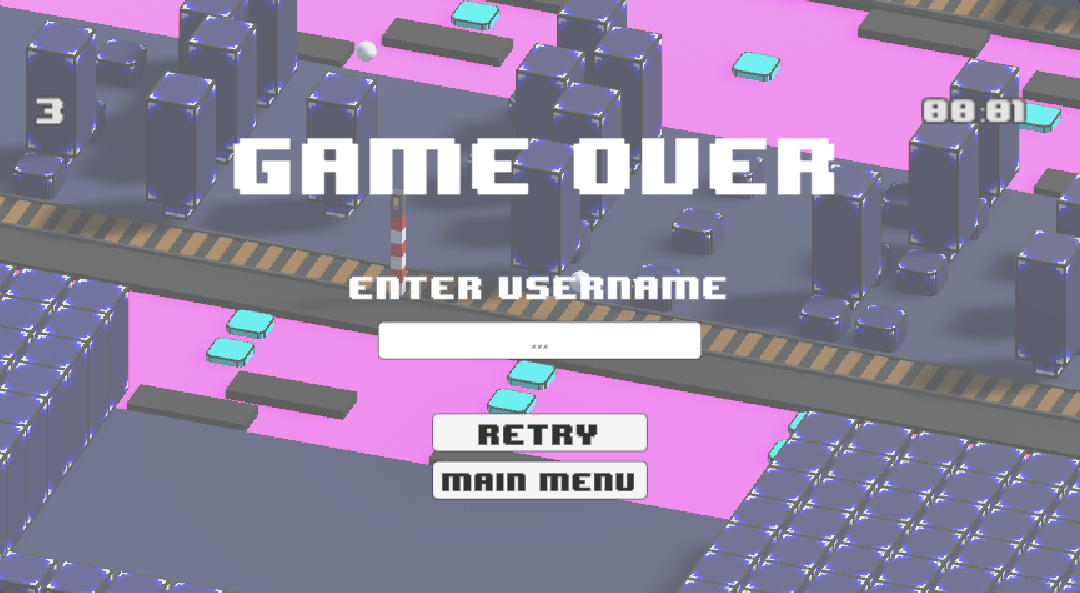 3
00:01
GAME OVER
ENTER USERNAME
...
RETRY
MAIN MENU